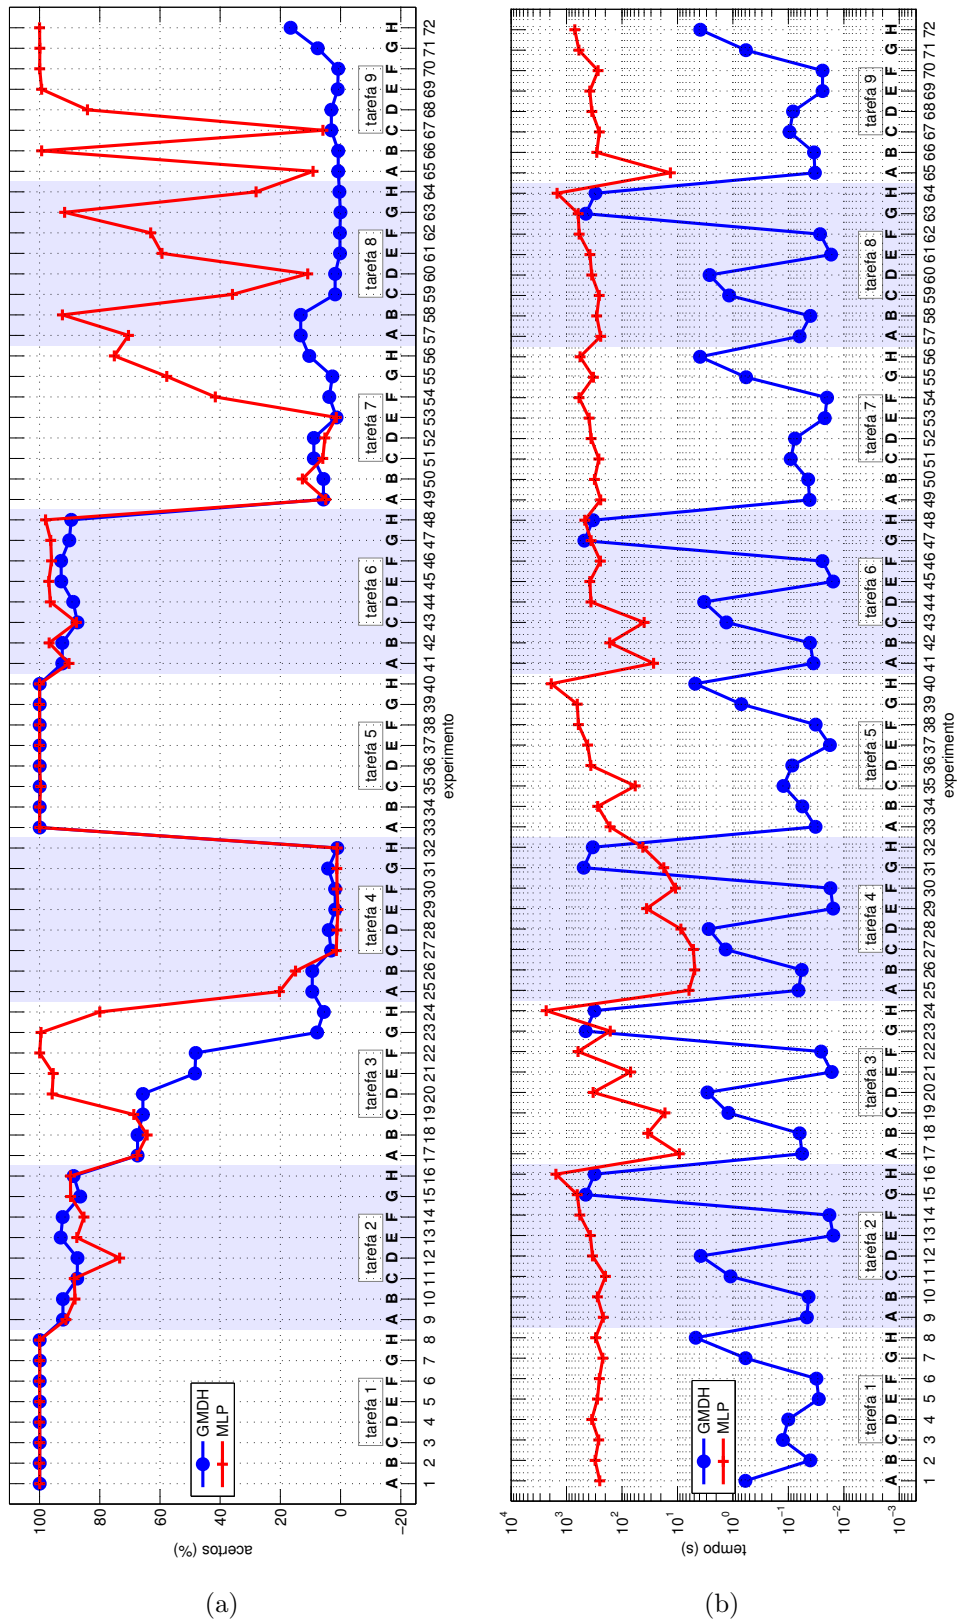 acertos (%)
100
80
60
40
20
0
−20
GMDH
MLP
tarefa 1 tarefa 2 tarefa 3 tarefa 4 tarefa 5 tarefa 6 tarefa 7 tarefa 8 tarefa 9
A B C D E F G H A B C D E F G H A B C D E F G H A B C D E F G H A B C D E F G H A B C D E F G H A B C D E F G H A B C D E F G H A B C D E F G H
1 2 3 4 5 6 7 8 9 10 11 12 13 14 15 16 17 18 19 20 21 22 23 24 25 26 27 28 29 30 31 32 33 34 35 36 37 38 39 40 41 42 43 44 45 46 47 48 49 50 51 52 53 54 55 56 57 58 59 60 61 62 63 64 65 66 67 68 69 70 71 72
experimento
(a)
tempo (s)
10⁴
10³
10²
10¹
10⁰
10⁻¹
10⁻²
10⁻³
GMDH
MLP
tarefa 1 tarefa 2 tarefa 3 tarefa 4 tarefa 5 tarefa 6 tarefa 7 tarefa 8 tarefa 9
A B C D E F G H A B C D E F G H A B C D E F G H A B C D E F G H A B C D E F G H A B C D E F G H A B C D E F G H A B C D E F G H A B C D E F G H
1 2 3 4 5 6 7 8 9 10 11 12 13 14 15 16 17 18 19 20 21 22 23 24 25 26 27 28 29 30 31 32 33 34 35 36 37 38 39 40 41 42 43 44 45 46 47 48 49 50 51 52 53 54 55 56 57 58 59 60 61 62 63 64 65 66 67 68 69 70 71 72
experimento
(b)